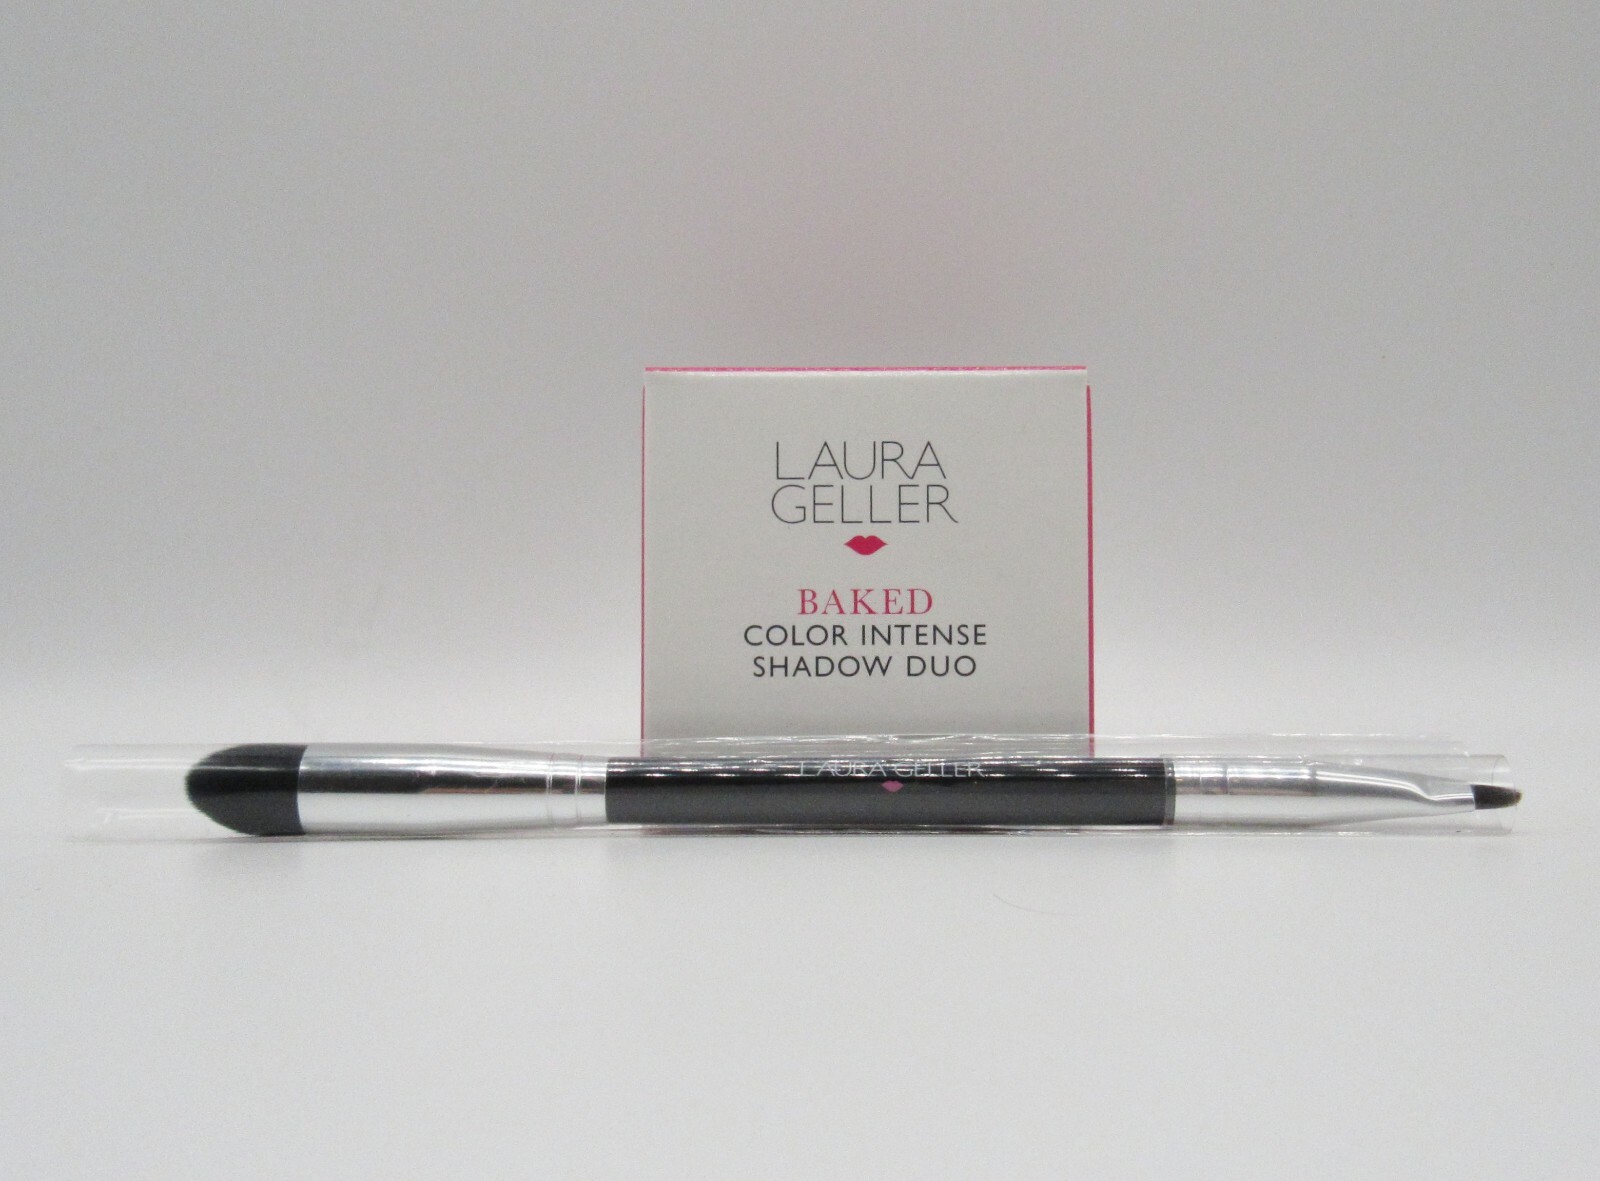 LAURA
GELLER
BAKED
COLOR INTENSE
SHADOW DUO
LAURA GELLER